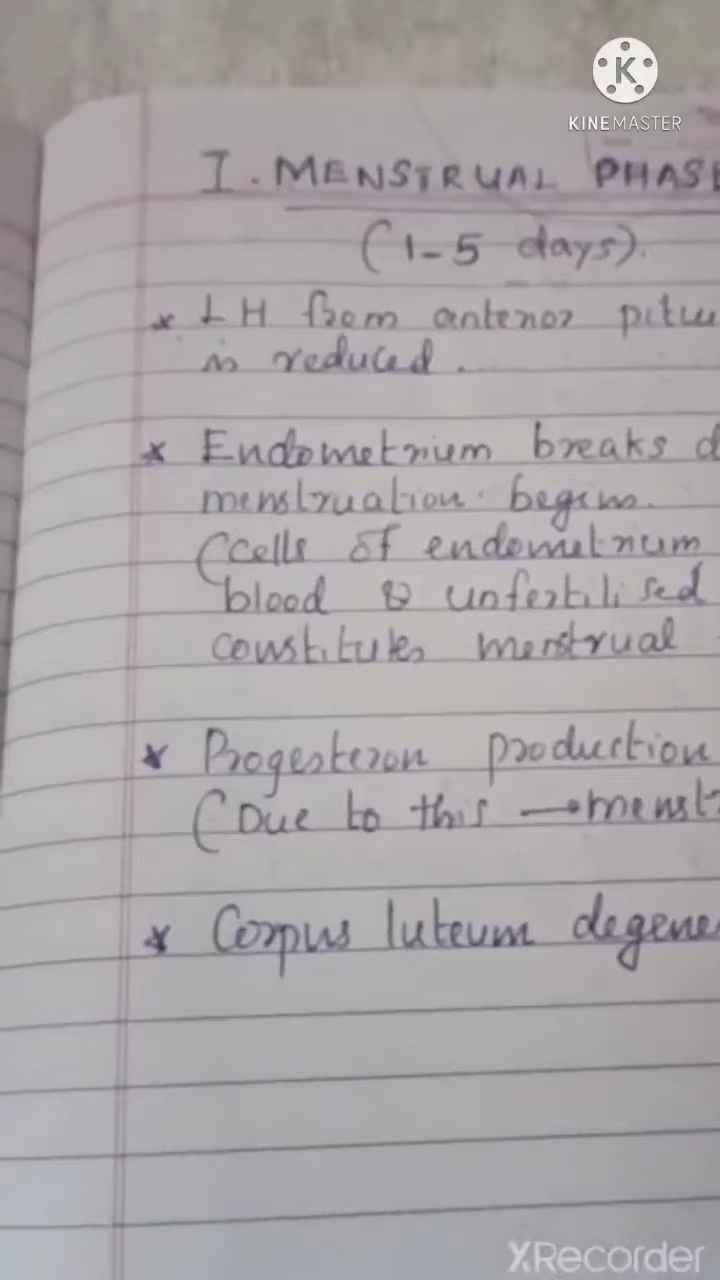 KINEMASTER
I. MENSTRUAL PHASE
(1-5 days).
* LH from anterior pitu
is reduced.
* Endometrium breaks d
menstruation. begins.
(cells of endometrium
blood & unfertilised
constitutes menstrual
* Progesteron production
(Due to this → menst
* Corpus luteum degene
XRecorder